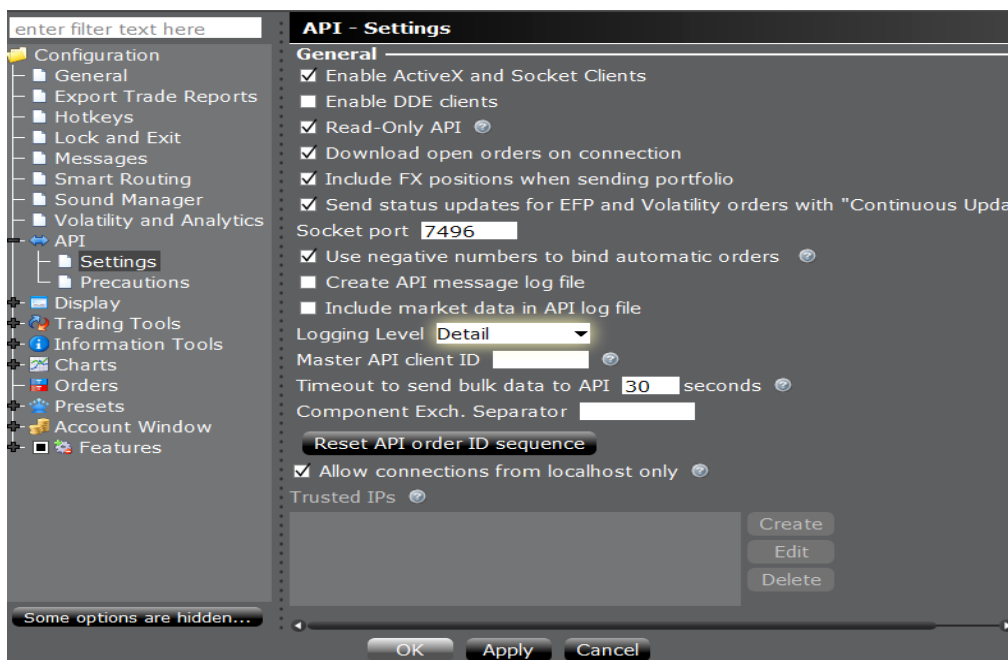 enter filter text here
Configuration
General
Export Trade Reports
Hotkeys
Lock and Exit
Messages
Smart Routing
Sound Manager
Volatility and Analytics
API
Settings
Precautions
Display
Trading Tools
Information Tools
Charts
Orders
Presets
Account Window
Features
Some options are hidden...
API - Settings
General
Enable ActiveX and Socket Clients
Enable DDE clients
Read-Only API
Download open orders on connection
Include FX positions when sending portfolio
Send status updates for EFP and Volatility orders with "Continuous Upda
Socket port 7496
Use negative numbers to bind automatic orders
Create API message log file
Include market data in API log file
Logging Level Detail
Master API client ID
Timeout to send bulk data to API 30 seconds
Component Exch. Separator
Reset API order ID sequence
Allow connections from localhost only
Trusted IPs
Create
Edit
Delete
OK Apply Cancel